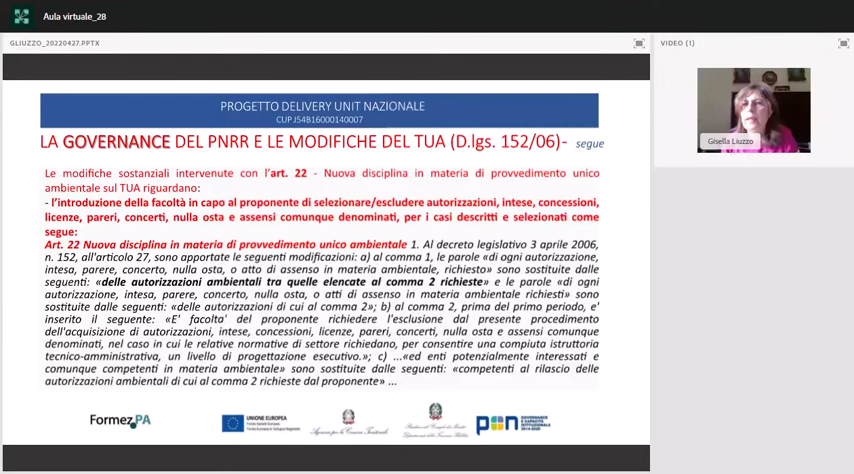 Aula virtuale_28
GLIUZZO_20220427.PPTX
VIDEO (1)
PROGETTO DELIVERY UNIT NAZIONALE
CUP J54B16000140007
LA GOVERNANCE DEL PNRR E LE MODIFICHE DEL TUA (D.lgs. 152/06)- segue
Le modifiche sostanziali intervenute con l'art. 22 - Nuova disciplina in materia di provvedimento unico
ambientale sul TUA riguardano:
- l'introduzione della facoltà in capo al proponente di selezionare/escludere autorizzazioni, intese, concessioni,
licenze, pareri, concerti, nulla osta e assensi comunque denominati, per i casi descritti e selezionati come
segue:
Art. 22 Nuova disciplina in materia di provvedimento unico ambientale 1. Al decreto legislativo 3 aprile 2006,
n. 152, all'articolo 27, sono apportate le seguenti modificazioni: a) al comma 1, le parole «di ogni autorizzazione,
intesa, parere, concerto, nulla osta, o atto di assenso in materia ambientale, richiesto» sono sostituite dalle
seguenti: «delle autorizzazioni ambientali tra quelle elencate al comma 2 richieste» e le parole «di ogni
autorizzazione, intesa, parere, concerto, nulla osta, o atti di assenso in materia ambientale richiesti» sono
sostituite dalle seguenti: «delle autorizzazioni di cui al comma 2»; b) al comma 2, prima del primo periodo, e'
inserito il seguente: «E' facolta' del proponente richiedere l'esclusione dal presente procedimento
dell'acquisizione di autorizzazioni, intese, concessioni, licenze, pareri, concerti, nulla osta e assensi comunque
denominati, nel caso in cui le relative normative di settore richiedano, per consentire una compiuta istruttoria
tecnico-amministrativa, un livello di progettazione esecutivo.»; c) ...«ed enti potenzialmente interessati e
comunque competenti in materia ambientale» sono sostituite dalle seguenti: «competenti al rilascio delle
autorizzazioni ambientali di cui al comma 2 richieste dal proponente» ...
Gisella Liuzzo
Formez PA
UNIONE EUROPEA
Agenzia per la Coesione Territoriale
pon
GOVERNANCE
E CAPACITÀ
ISTITUZIONALE
2014-2020